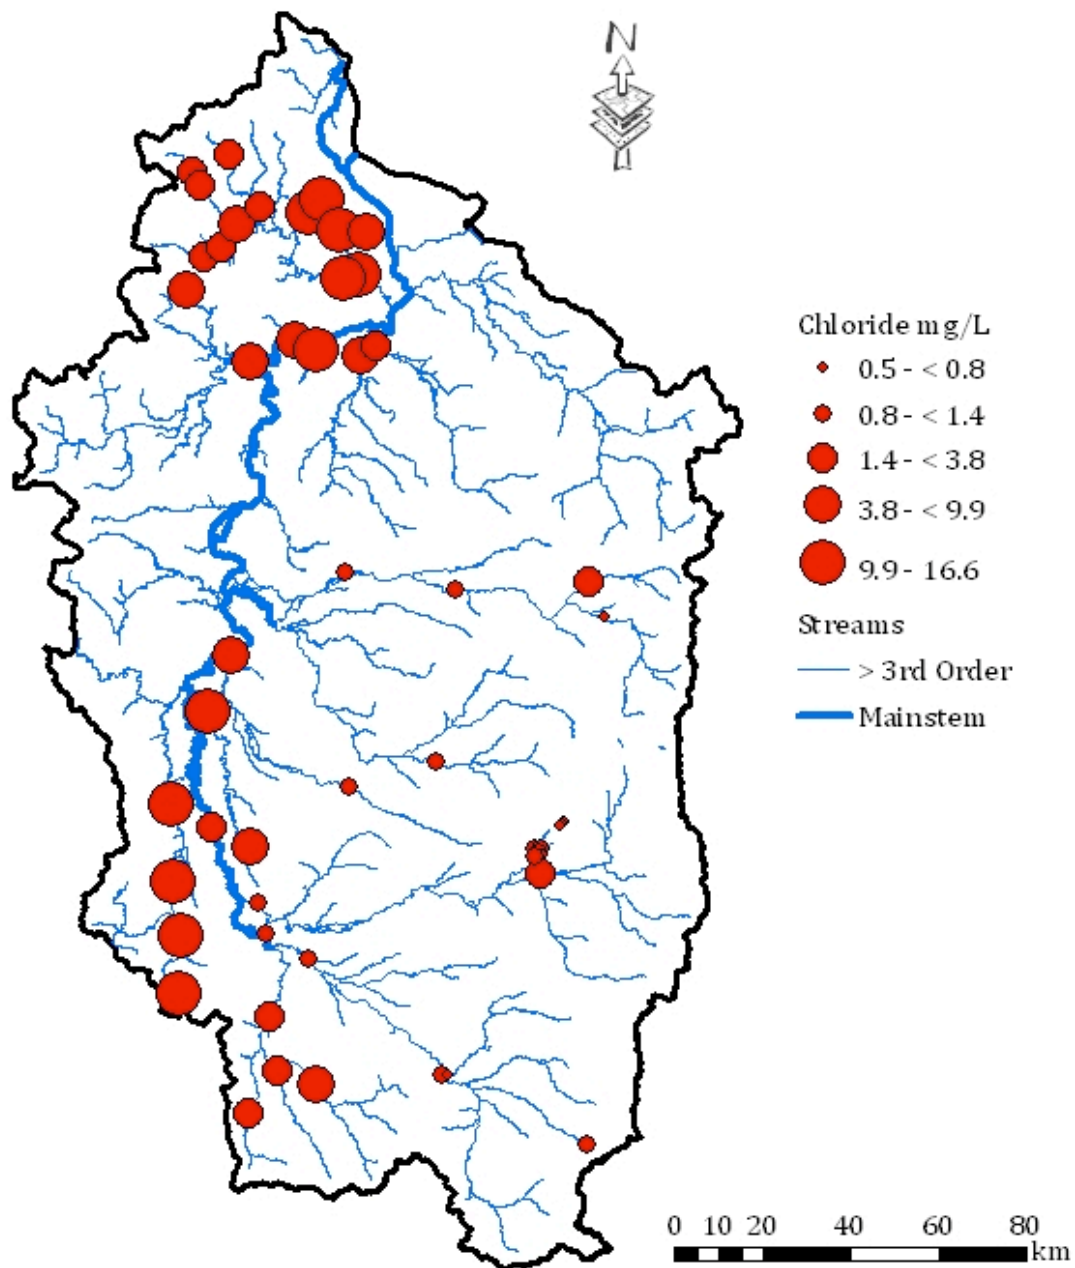 N
Chloride mg/L
0.5 - < 0.8
0.8 - < 1.4
1.4 - < 3.8
3.8 - < 9.9
9.9 - 16.6
Streams
> 3rd Order
Mainstem
0 10 20 40 60 80
km